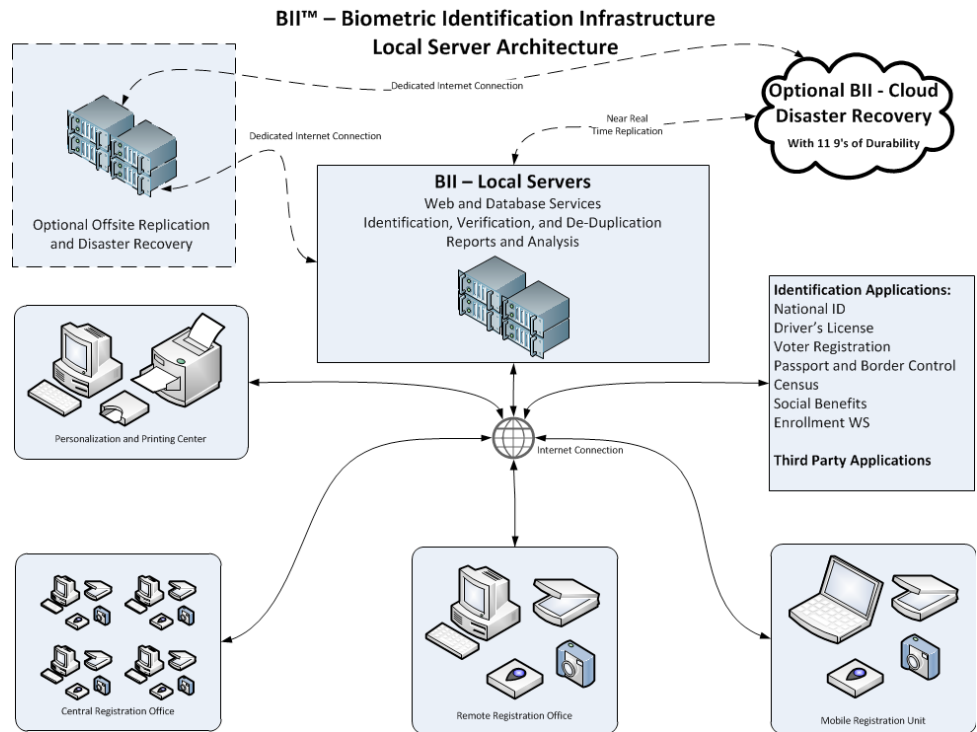 BII™ – Biometric Identification Infrastructure
Local Server Architecture
Dedicated Internet Connection
Optional BII - Cloud
Disaster Recovery
With 11 9's of Durability
Near Real
Time Replication
Dedicated Internet Connection
Optional Offsite Replication
and Disaster Recovery
BII – Local Servers
Web and Database Services
Identification, Verification, and De-Duplication
Reports and Analysis
Identification Applications:
National ID
Driver's License
Voter Registration
Passport and Border Control
Census
Social Benefits
Enrollment WS
Third Party Applications
Personalization and Printing Center
Internet Connection
Central Registration Office
Remote Registration Office
Mobile Registration Unit